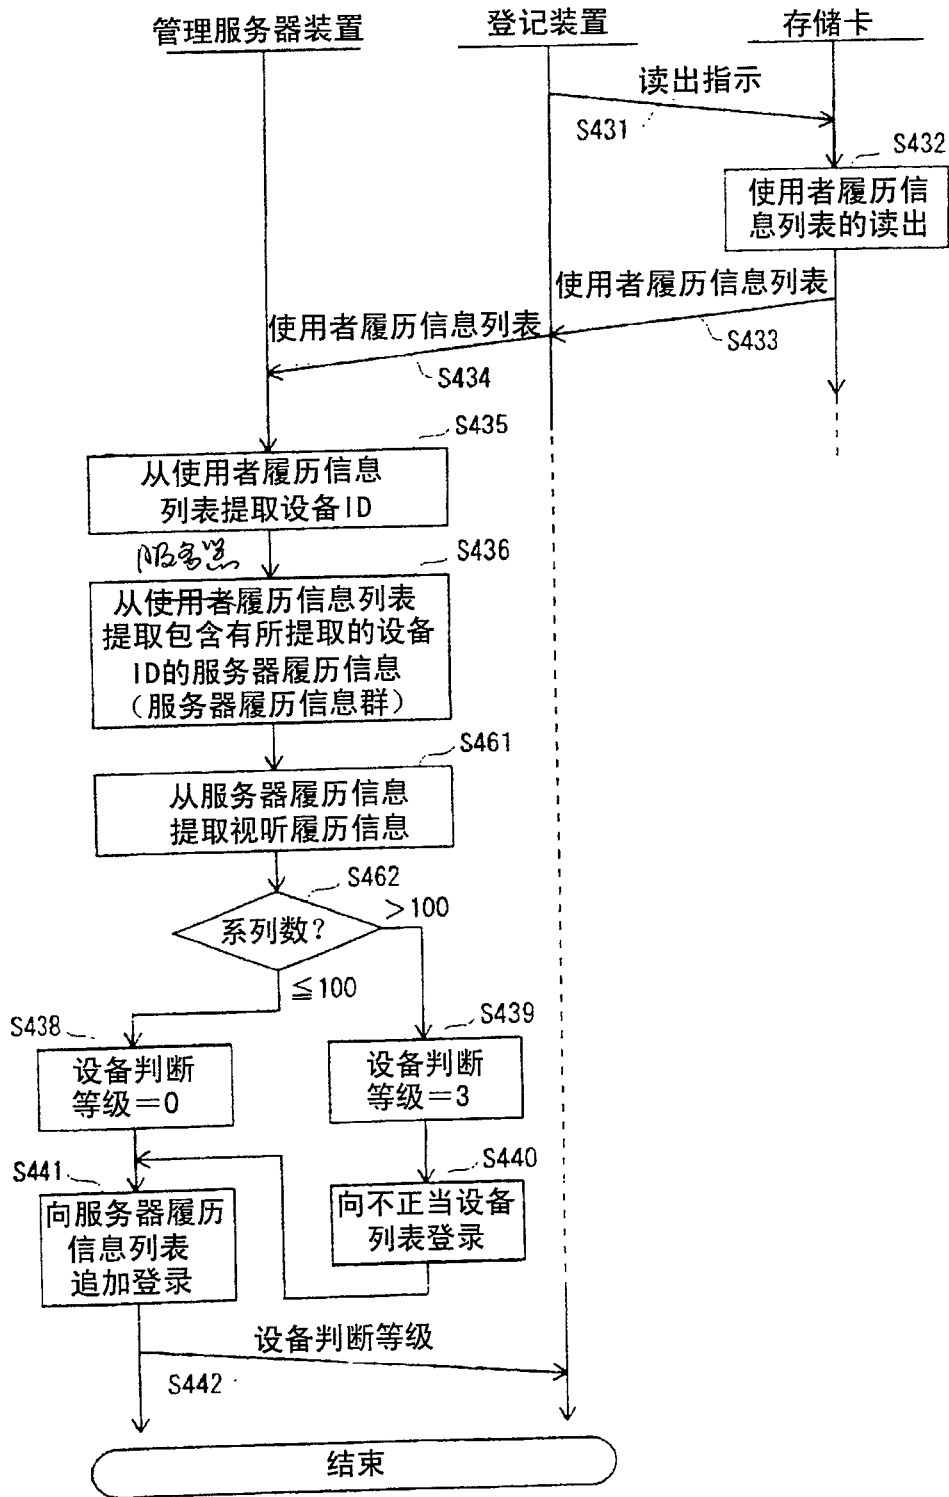 管理服务器装置
登记装置
存储卡
读出指示
S431
S432
使用者履历信
息列表的读出
使用者履历信息列表
S433
使用者履历信息列表
S434
S435
从使用者履历信息
列表提取设备ID
服务器
S436
从使用者履历信息列表
提取包含有所提取的设备
ID的服务器履历信息
（服务器履历信息群）
S461
从服务器履历信息
提取视听履历信息
S462
系列数？
＞100
≦100
S438
设备判断
等级＝0
S439
设备判断
等级＝3
S440
向不正当设备
列表登录
S441
向服务器履历
信息列表
追加登录
设备判断等级
S442
结束